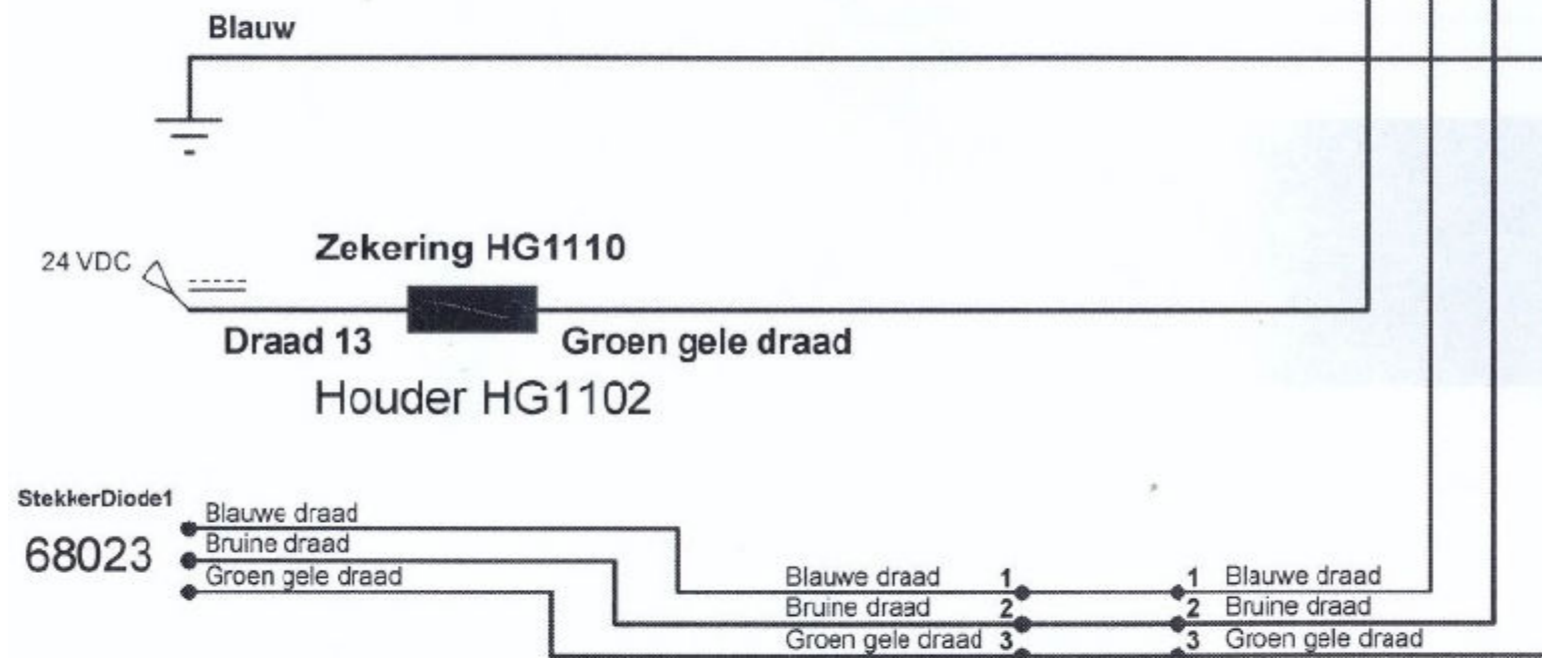 Blauw
24 VDC
Zekering HG1110
Draad 13
Groen gele draad
Houder HG1102
StekkerDiode1
68023
Blauwe draad
Bruine draad
Groen gele draad
Blauwe draad 1 1 Blauwe draad
Bruine draad 2 2 Bruine draad
Groen gele draad 3 3 Groen gele draad